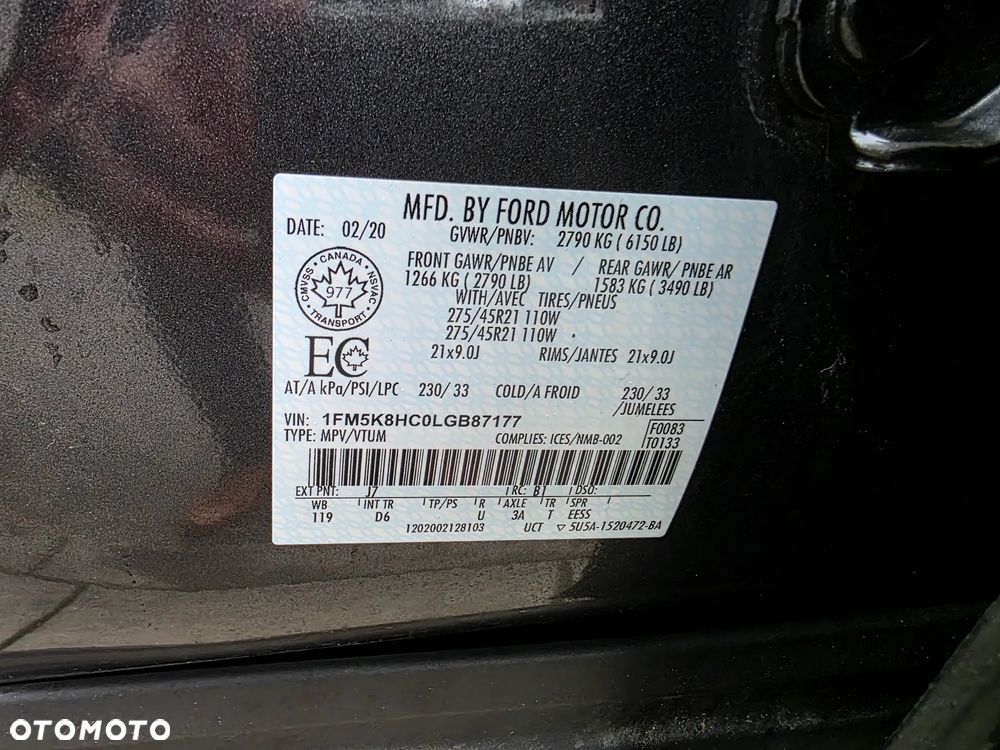 MFD. BY FORD MOTOR CO.
DATE: 02/20
GVWR/PNBV: 2790 KG ( 6150 LB)
FRONT GAWR/PNBE AV / REAR GAWR/ PNBE AR
1266 KG ( 2790 LB) 1583 KG ( 3490 LB)
WITH/AVEC TIRES/PNEUS
275/45R21 110W
275/45R21 110W
CANADA
CMVSS NSVAC
977
TRANSPORT
EC
21x9.0J RIMS/JANTES 21x9.0J
AT/A kPa/PSI/LPC 230/ 33 COLD/A FROID 230/ 33
/JUMELEES
VIN: 1FM5K8HC0LGB87177
F0083
TYPE: MPV/VTUM COMPLIES: ICES/NMB-002 T0133
EXT PNT: J7 RC: B1 DSO:
WB INT TR TP/PS R AXLE TR SPR
119 D6 U 3A T EESS
1202002128103 UCT ▽ 5U5A-1520472-BA
OTOMOTO